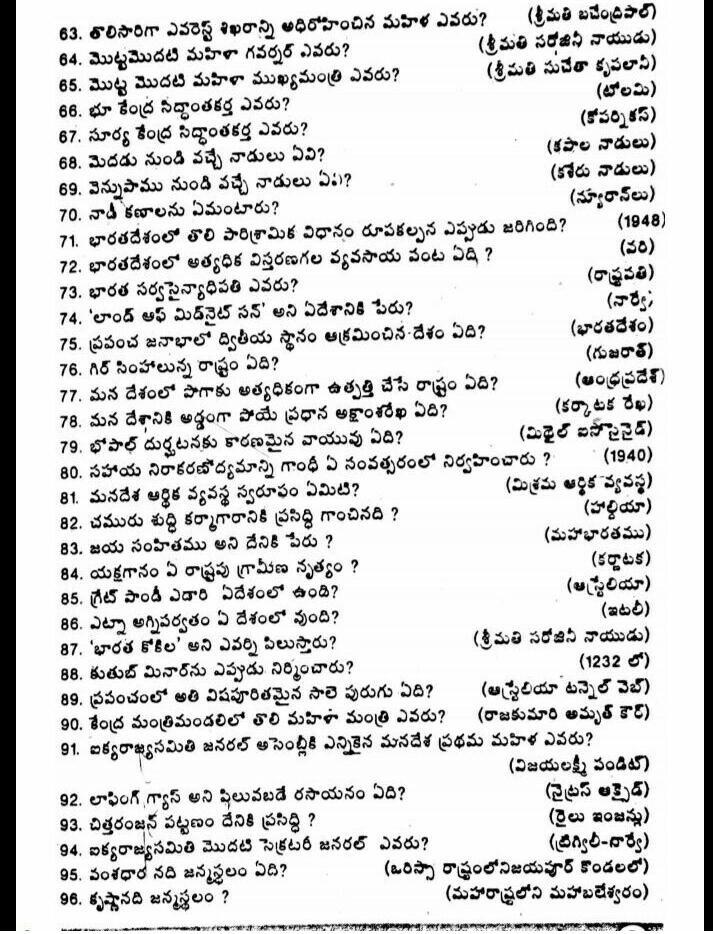 63. తొలిసారిగా ఎవరెస్ట్ శిఖరాన్ని అధిరోహించిన మహిళ ఎవరు? (శ్రీమతి బచేంద్రిపాల్)
64. మొట్టమొదటి మహిళా గవర్నర్ ఎవరు? (శ్రీమతి సరోజినీ నాయుడు)
65. మొట్ట మొదటి మహిళా ముఖ్యమంత్రి ఎవరు? (శ్రీమతి సుచేతా కృపలానీ)
66. భూ కేంద్ర సిద్ధాంతకర్త ఎవరు? (టోలమి)
67. సూర్య కేంద్ర సిద్ధాంతకర్త ఎవరు? (కోపర్నికస్)
68. మెదడు నుండి వచ్చే నాడులు ఏవి? (కపాల నాడులు)
69. వెన్నుపాము నుండి వచ్చే నాడులు ఏవి? (కశేరు నాడులు)
70. నాడీ కణాలను ఏమంటారు? (న్యూరాన్‌లు)
71. భారతదేశంలో తొలి పారిశ్రామిక విధానం రూపకల్పన ఎప్పుడు జరిగింది? (1948)
72. భారతదేశంలో అత్యధిక విస్తరణగల వ్యవసాయ పంట ఏది ? (వరి)
73. భారత సర్వసైన్యాధిపతి ఎవరు? (రాష్ట్రపతి)
74. 'లాండ్ ఆఫ్ మిడ్‌నైట్ సన్' అని ఏదేశానికి పేరు? (నార్వే)
75. ప్రపంచ జనాభాలో ద్వితీయ స్థానం ఆక్రమించిన దేశం ఏది? (భారతదేశం)
76. గిర్ సింహాలున్న రాష్ట్రం ఏది? (గుజరాత్)
77. మన దేశంలో పొగాకు అత్యధికంగా ఉత్పత్తి చేసే రాష్ట్రం ఏది? (ఆంధ్రప్రదేశ్)
78. మన దేశానికి అడ్డంగా పోయే ప్రధాన అక్షాంశరేఖ ఏది? (కర్కాటక రేఖ)
79. భోపాల్ దుర్ఘటనకు కారణమైన వాయువు ఏది? (మిథైల్ ఐసోసైనైడ్)
80. సహాయ నిరాకరణోద్యమాన్ని గాంధీ ఏ సంవత్సరంలో నిర్వహించారు ? (1940)
81. మనదేశ ఆర్థిక వ్యవస్థ స్వరూపం ఏమిటి? (మిశ్రమ ఆర్థిక వ్యవస్థ)
82. చమురు శుద్ధి కర్మాగారానికి ప్రసిద్ధి గాంచినది ? (హాల్దియా)
83. జయ సంహితము అని దేనికి పేరు ? (మహాభారతము)
84. యక్షగానం ఏ రాష్ట్రపు గ్రామీణ నృత్యం ? (కర్ణాటక)
85. గ్రేట్ పాండీ ఎడారి ఏదేశంలో ఉంది? (ఆస్ట్రేలియా)
86. ఎట్నా అగ్నిపర్వతం ఏ దేశంలో వుంది? (ఇటలీ)
87. 'భారత కోకిల' అని ఎవర్ని పిలుస్తారు? (శ్రీమతి సరోజినీ నాయుడు)
88. కుతుబ్ మినార్‌ను ఎప్పుడు నిర్మించారు? (1232 లో)
89. ప్రపంచంలో అతి విషపూరితమైన సాలె పురుగు ఏది? (ఆస్ట్రేలియా టన్నెల్ వెబ్)
90. కేంద్ర మంత్రిమండలిలో తొలి మహిళా మంత్రి ఎవరు? (రాజకుమారి అమృత్ కౌర్)
91. ఐక్యరాజ్యసమితి జనరల్ అసెంబ్లీకి ఎన్నికైన మనదేశ ప్రథమ మహిళ ఎవరు?
(విజయలక్ష్మీ పండిట్)
92. లాఫింగ్ గ్యాస్ అని పిలువబడే రసాయనం ఏది? (నైట్రస్ ఆక్సైడ్)
93. చిత్తరంజన్ పట్టణం దేనికి ప్రసిద్ధి ? (రైలు ఇంజన్లు)
94. ఐక్యరాజ్యసమితి మొదటి సెక్రటరీ జనరల్ ఎవరు? (ట్రిగ్విలీ-నార్వే)
95. వంశధార నది జన్మస్థలం ఏది? (ఒరిస్సా రాష్ట్రంలోనిజయపూర్ కొండలలో)
96. కృష్ణానది జన్మస్థలం ? (మహారాష్ట్రలోని మహాబలేశ్వరం)